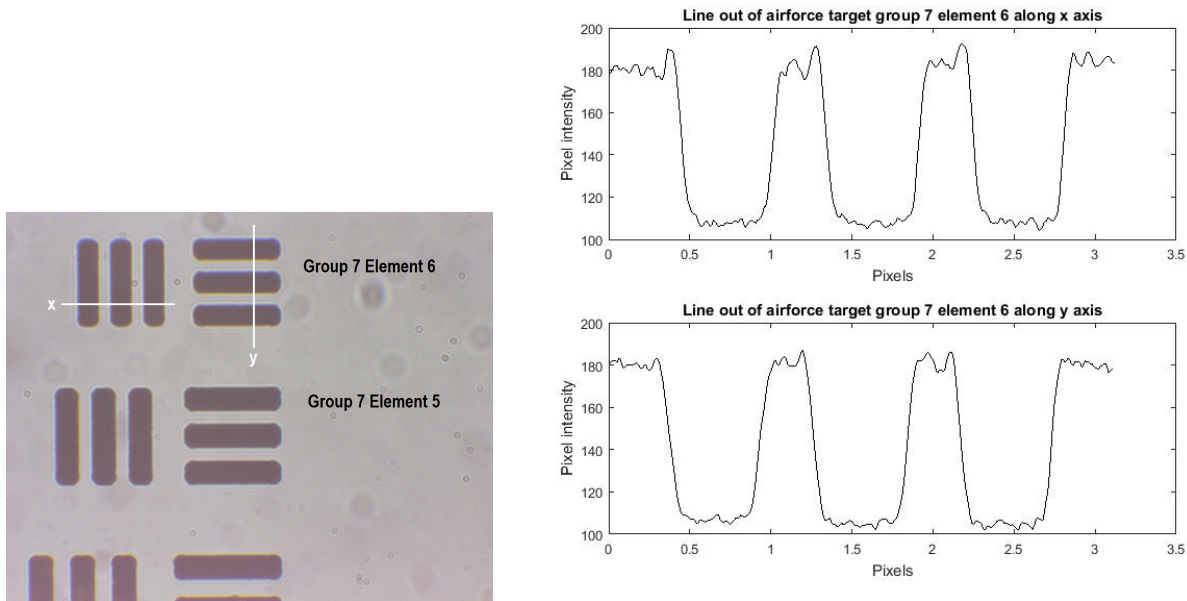 Group 7 Element 6
x
y
Group 7 Element 5
Line out of airforce target group 7 element 6 along x axis
Pixel intensity
200
180
160
140
120
100
0 0.5 1 1.5 2 2.5 3 3.5
Pixels
Line out of airforce target group 7 element 6 along y axis
Pixel intensity
200
180
160
140
120
100
0 0.5 1 1.5 2 2.5 3 3.5
Pixels